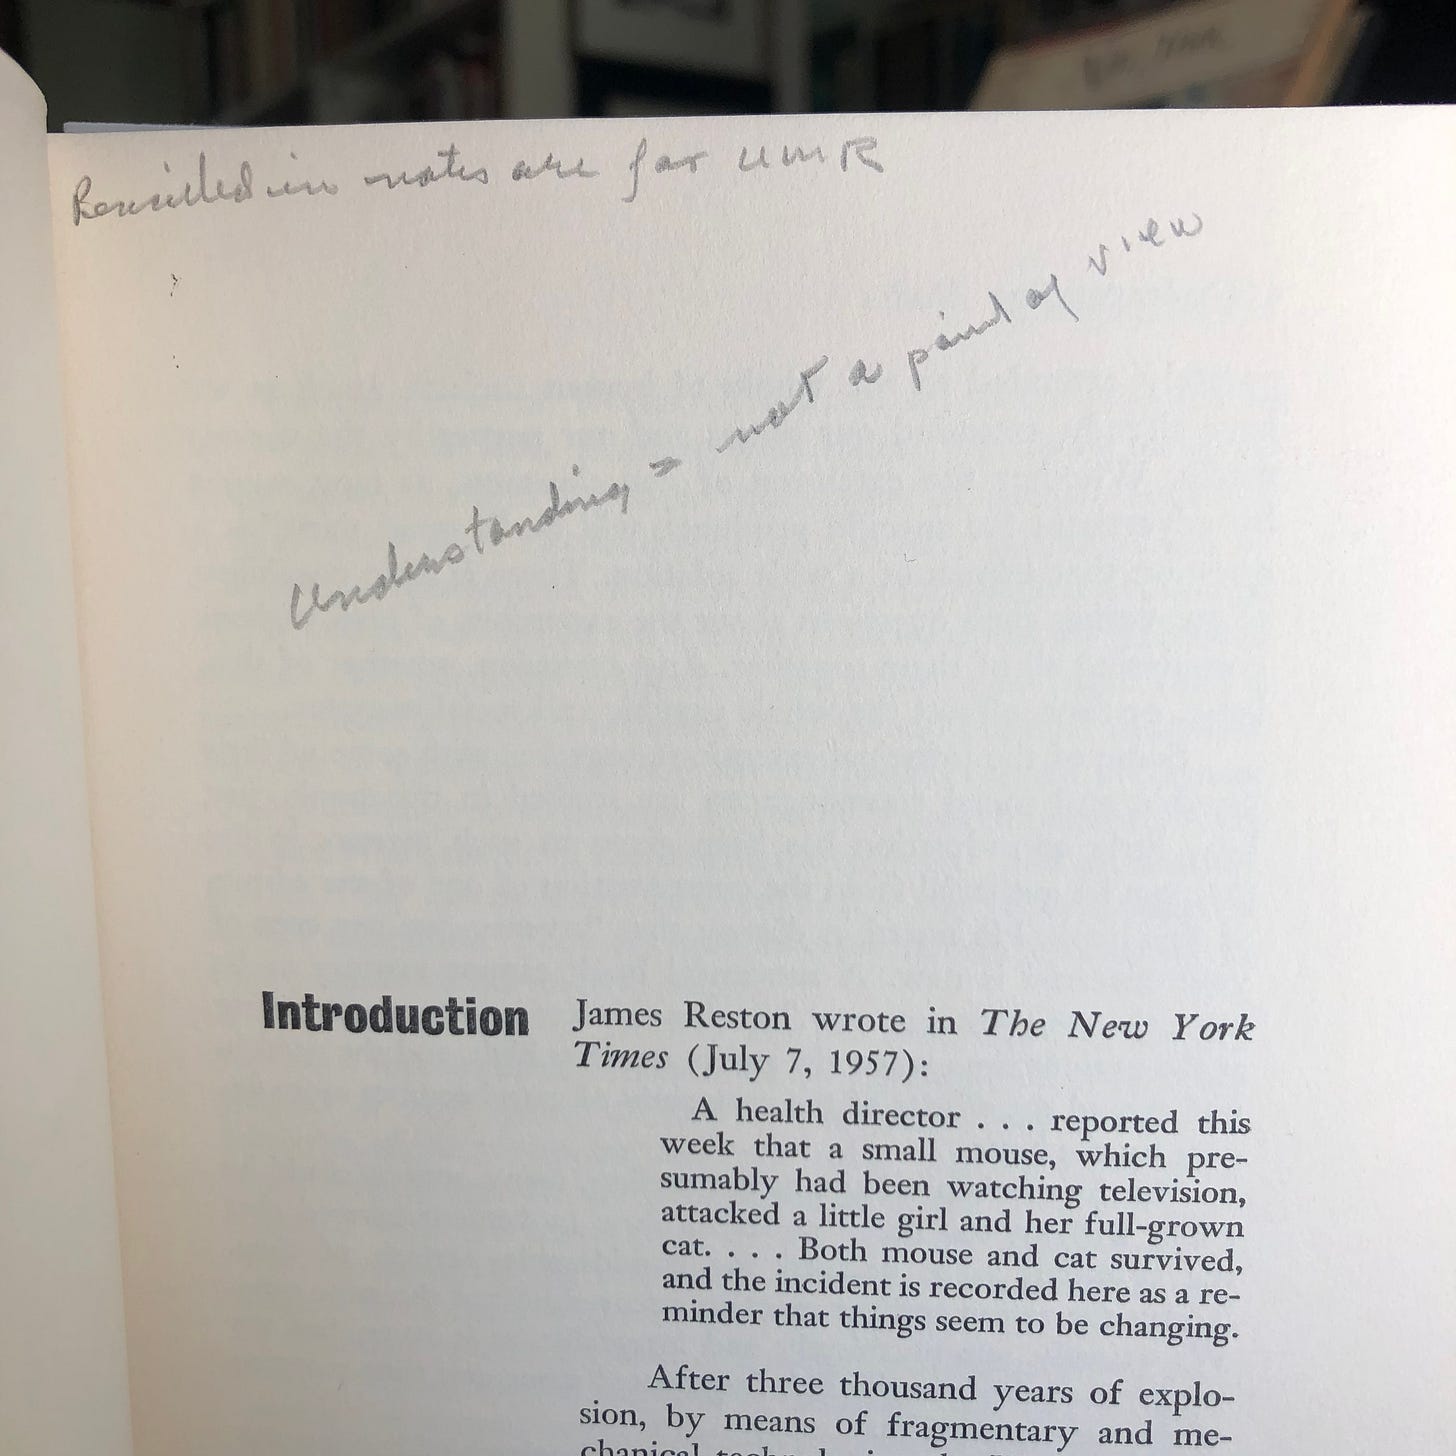 Pencilled in notes are for UMR
Understanding = not a point of view
Introduction
James Reston wrote in The New York
Times (July 7, 1957):
A health director . . . reported this
week that a small mouse, which pre-
sumably had been watching television,
attacked a little girl and her full-grown
cat. . . . Both mouse and cat survived,
and the incident is recorded here as a re-
minder that things seem to be changing.
After three thousand years of explo-
sion, by means of fragmentary and me-